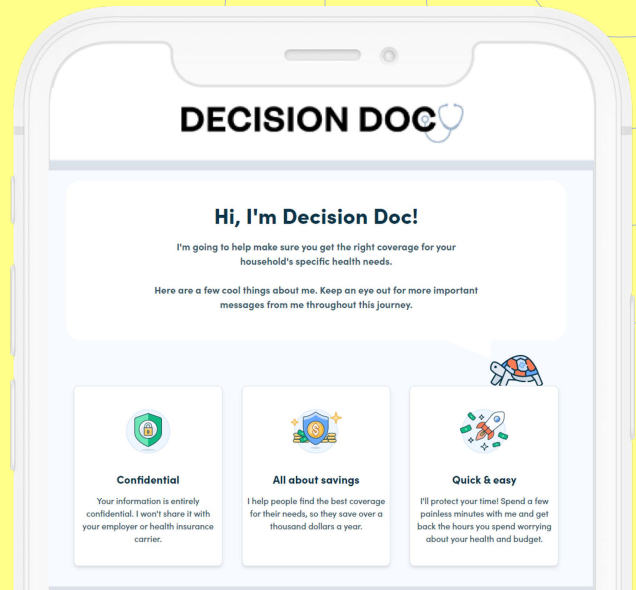 DECISION DOC
Hi, I'm Decision Doc!
I'm going to help make sure you get the right coverage for your
household's specific health needs.
Here are a few cool things about me. Keep an eye out for more important
messages from me throughout this journey.
Confidential
Your information is entirely
confidential. I won't share it with
your employer or health insurance
carrier.
All about savings
I help people find the best coverage
for their needs, so they save over a
thousand dollars a year.
Quick & easy
I'll protect your time! Spend a few
painless minutes with me and get
back the hours you spend worrying
about your health and budget.